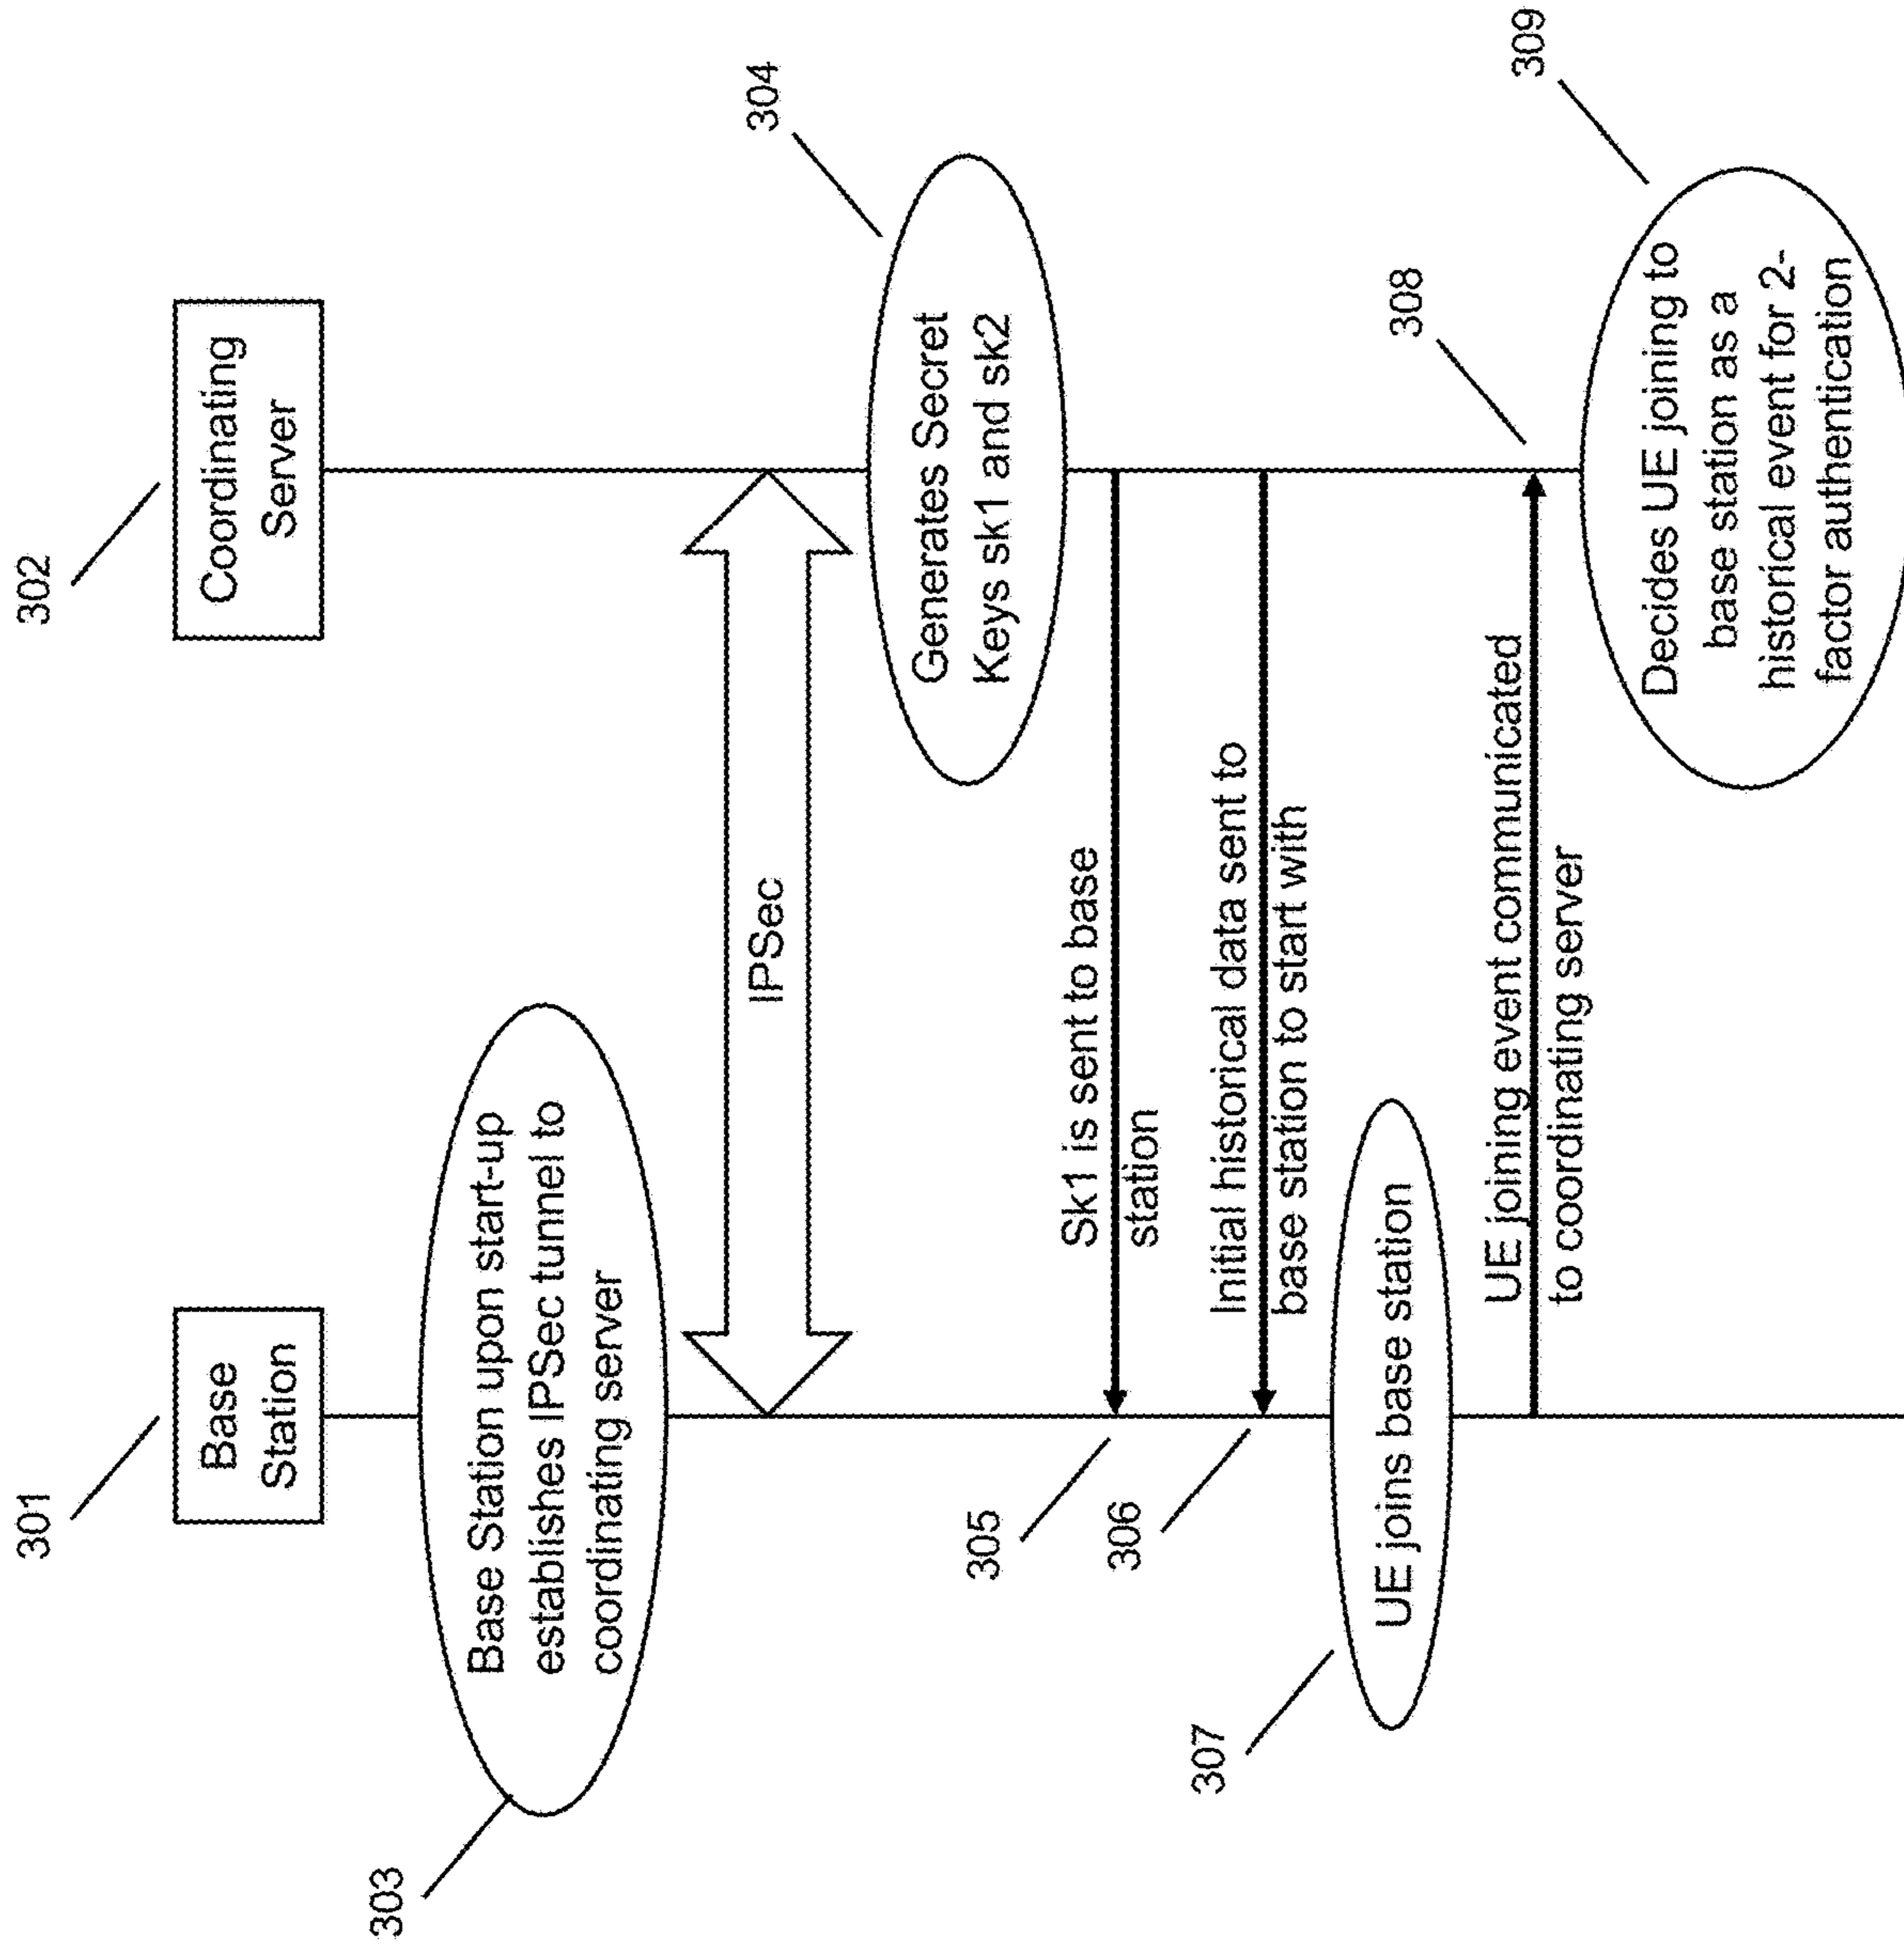 301
302
Base
Station
Coordinating
Server
303
Base Station upon start-up
establishes IPSec tunnel to
coordinating server
IPSec
304
Generates Secret
Keys sk1 and sk2
305
Sk1 is sent to base
station
306
Initial historical data sent to
base station to start with
307
UE joins base station
308
UE joining event communicated
to coordinating server
309
Decides UE joining to
base station as a
historical event for 2-
factor authentication